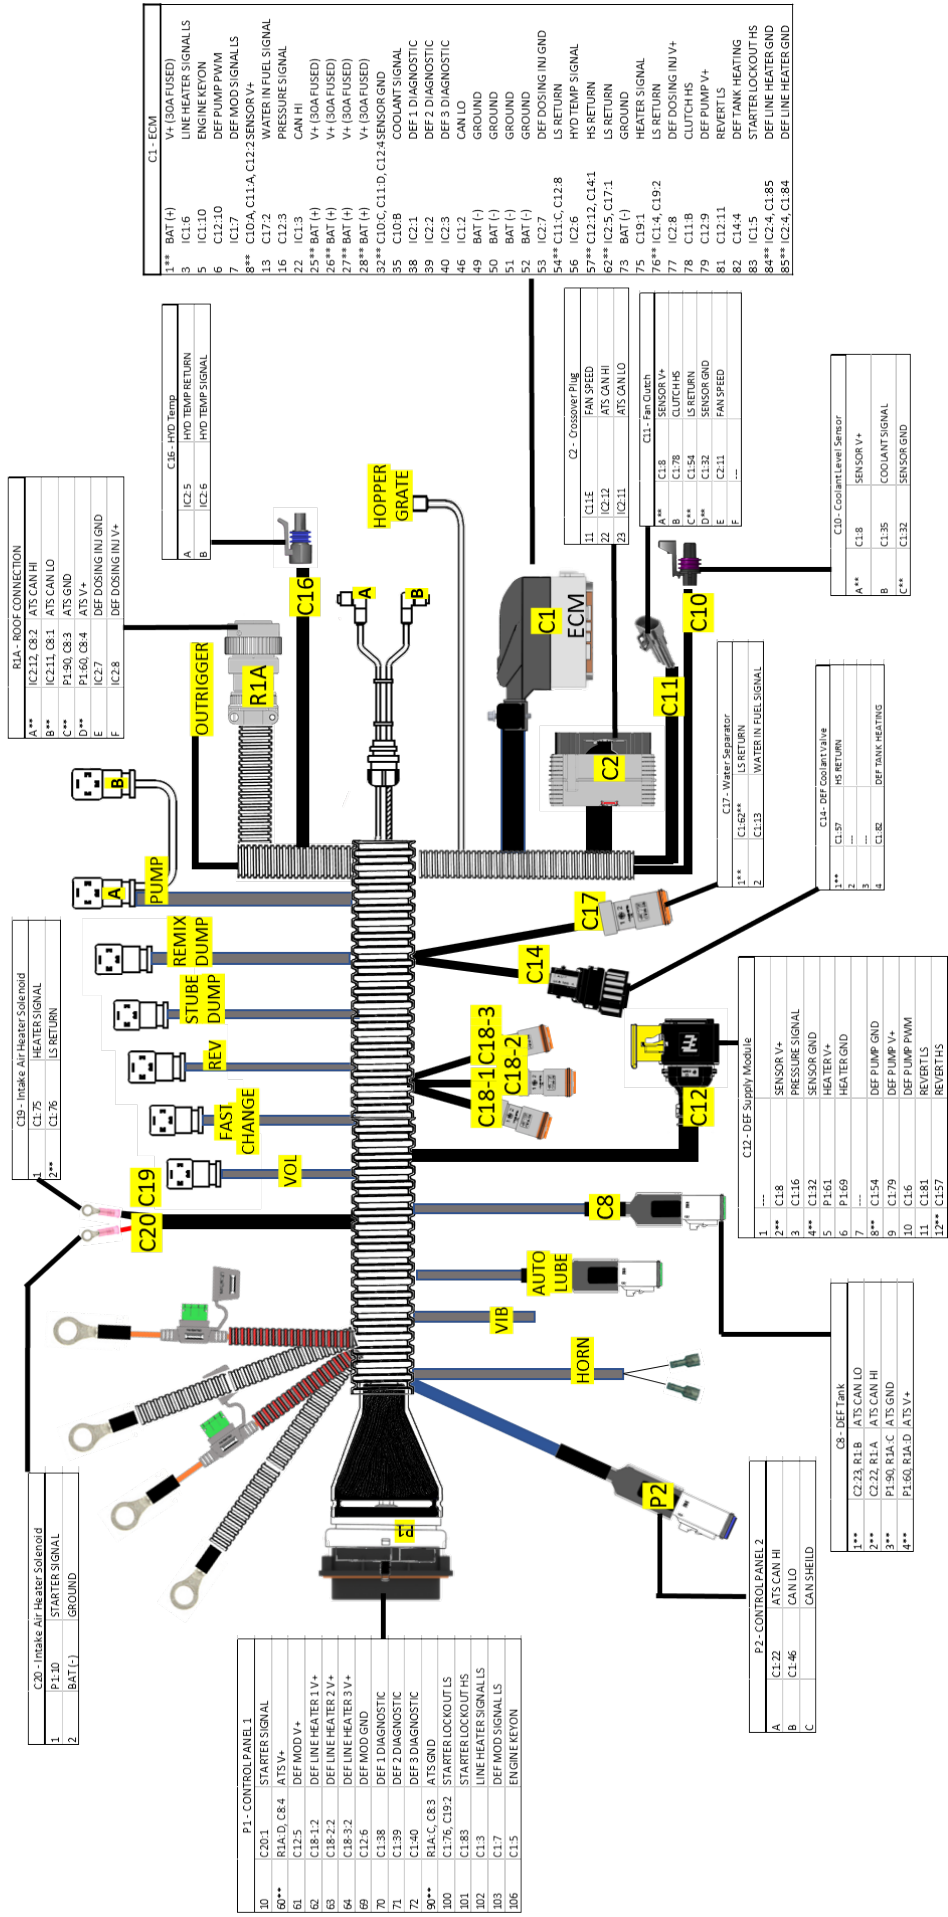 C1 - ECM
1** BAT (+) V+ (30A FUSED)
3 IC1:6 LINE HEATER SIGNAL LS
5 IC1:10 ENGINE KEYON
6 C12:10 DEF PUMP PWM
7 IC1:7 DEF MOD SIGNAL LS
8** C10:A, C11:A, C12:2 SENSOR V+
13 C17:2 WATER IN FUEL SIGNAL
16 C12:3 PRESSURE SIGNAL
22 IC1:3 CAN HI
25** BAT (+) V+ (30A FUSED)
26** BAT (+) V+ (30A FUSED)
27** BAT (+) V+ (30A FUSED)
28** BAT (+) V+ (30A FUSED)
32** C10:C, C11:D, C12:4 SENSOR GND
35 C10:B COOLANT SIGNAL
38 IC2:1 DEF 1 DIAGNOSTIC
39 IC2:2 DEF 2 DIAGNOSTIC
40 IC2:3 DEF 3 DIAGNOSTIC
46 IC1:2 CAN LO
49 BAT (-) GROUND
50 BAT (-) GROUND
51 BAT (-) GROUND
52 BAT (-) GROUND
53 IC2:7 DEF DOSING INJ GND
54** C11:C, C12:8 LS RETURN
56 IC2:6 HYD TEMP SIGNAL
57** C12:12, C14:1 HS RETURN
62** IC2:5, C17:1 LS RETURN
73 BAT (-) GROUND
75 C19:1 HEATER SIGNAL
76** IC1:4, C19:2 LS RETURN
77 IC2:8 DEF DOSING INJ V+
78 C11:B CLUTCH HS
79 C12:9 DEF PUMP V+
81 C12:11 REVERT LS
82 C14:4 DEF TANK HEATING
83 IC1:5 STARTER LOCKOUT HS
84** IC2:4, C1:85 DEF LINE HEATER GND
85** IC2:4, C1:84 DEF LINE HEATER GND
R1A - ROOF CONNECTION
A ** IC2:12, C8:2 ATS CAN HI
B ** IC2:11, C8:1 ATS CAN LO
C** P1:90, C8:3 ATS GND
D** P1:60, C8:4 ATS V+
E IC2:7 DEF DOSING INJ GND
F IC2:8 DEF DOSING INJ V+
C16 - HYD Temp
A IC2:5 HYD TEMP RETURN
B IC2:6 HYD TEMP SIGNAL
C2 - Crossover Plug
11 C11:E FAN SPEED
22 IC2:12 ATS CAN HI
23 IC2:11 ATS CAN LO
C11 - Fan Clutch
A** C1:8 SENSOR V+
B C1:78 CLUTCH HS
C** C1:54 LS RETURN
D** C1:32 SENSOR GND
E C2:11 FAN SPEED
F ---
C10 - Coolant Level Sensor
A** C1:8 SENSOR V+
B C1:35 COOLANT SIGNAL
C** C1:32 SENSOR GND
C19 - Intake Air Heater Solenoid
1 C1:75 HEATER SIGNAL
2** C1:76 LS RETURN
C17 - Water Separator
1** C1:62** LS RETURN
2 C1:13 WATER IN FUEL SIGNAL
C14 - DEF Coolant Valve
1** C1:57 HS RETURN
2 ---
3 ---
4 C1:82 DEF TANK HEATING
C12 - DEF Supply Module
1 ---
2** C1:8 SENSOR V+
3 C1:16 PRESSURE SIGNAL
4** C1:32 SENSOR GND
5 P1:61 HEATER V+
6 P1:69 HEATER GND
7 ---
8** C1:54 DEF PUMP GND
9 C1:79 DEF PUMP V+
10 C1:6 DEF PUMP PWM
11 C1:81 REVERT LS
12** C1:57 REVERT HS
C20 - Intake Air Heater Solenoid
1 P1:10 STARTER SIGNAL
2 BAT (-) GROUND
C8 - DEF Tank
1** C2:23, R1:B ATS CAN LO
2** C2:22, R1:A ATS CAN HI
3** P1:90, R1A:C ATS GND
4** P1:60, R1A:D ATS V+
P1 - CONTROL PANEL 1
10 C20:1 STARTER SIGNAL
60** R1A:D, C8:4 ATS V+
61 C12:5 DEF MOD V+
62 C18-1:2 DEF LINE HEATER 1 V+
63 C18-2:2 DEF LINE HEATER 2 V+
64 C18-3:2 DEF LINE HEATER 3 V+
69 C12:6 DEF MOD GND
70 C1:38 DEF 1 DIAGNOSTIC
71 C1:39 DEF 2 DIAGNOSTIC
72 C1:40 DEF 3 DIAGNOSTIC
90** R1A:C, C8:3 ATS GND
100 C1:76, C19:2 STARTER LOCKOUT LS
101 C1:83 STARTER LOCKOUT HS
102 C1:3 LINE HEATER SIGNAL LS
103 C1:7 DEF MOD SIGNAL LS
106 C1:5 ENGINE KEYON
P2 - CONTROL PANEL 2
A C1:22 ATS CAN HI
B C1:46 CAN LO
C CAN SHEILD
P1
P2
HORN
VIB
AUTO
LUBE
C8
C12
C18-1
C18-2
C18-3
C14
C17
C20
C19
VOL
FAST
CHANGE
REV
STUBE
DUMP
REMIX
DUMP
PUMP
A
B
OUTRIGGER
R1A
C16
A
B
HOPPER
GRATE
C1
ECM
C2
C11
C10